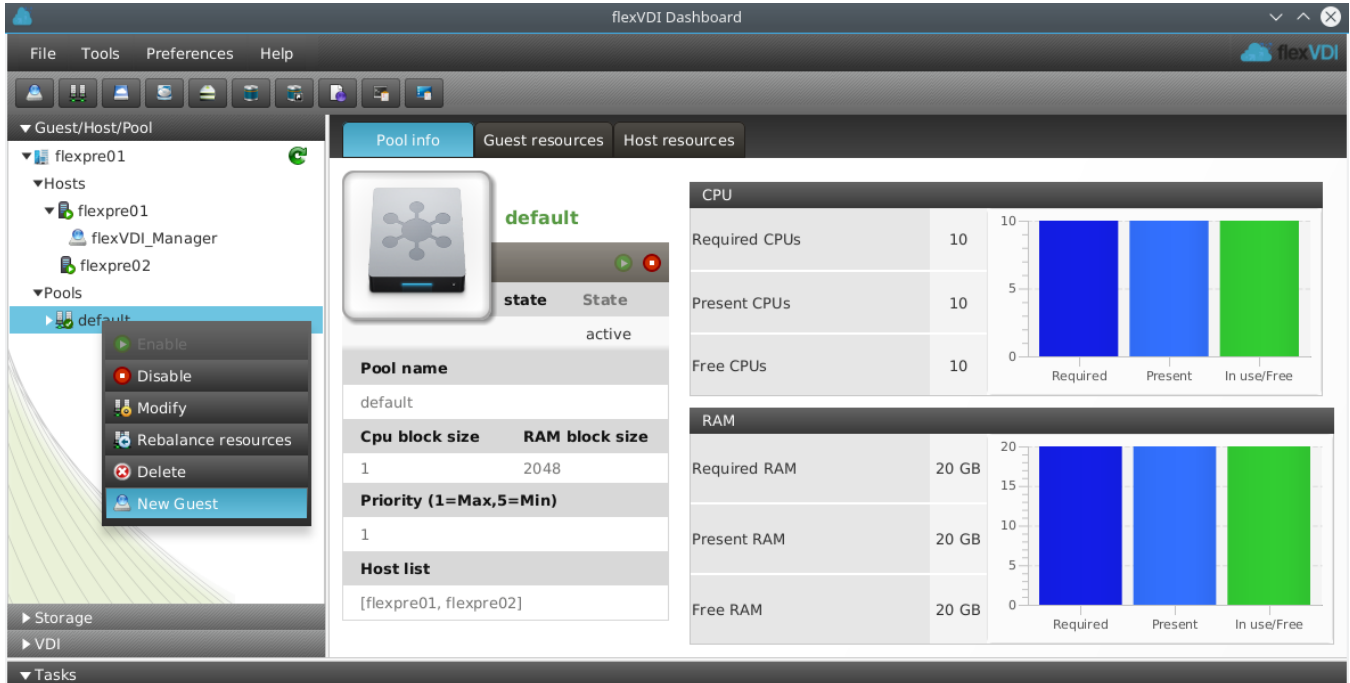 flexVDI Dashboard
File Tools Preferences Help
flexVDI
Guest/Host/Pool
flexpre01
Hosts
flexpre01
flexVDI_Manager
flexpre02
Pools
default
Enable
Disable
Modify
Rebalance resources
Delete
New Guest
Storage
VDI
Tasks
Pool info Guest resources Host resources
default
state State
active
Pool name
default
Cpu block size RAM block size
1 2048
Priority (1=Max,5=Min)
1
Host list
[flexpre01, flexpre02]
CPU
Required CPUs 10
Present CPUs 10
Free CPUs 10
10
5
0
Required Present In use/Free
RAM
Required RAM 20 GB
Present RAM 20 GB
Free RAM 20 GB
20
15
10
5
0
Required Present In use/Free